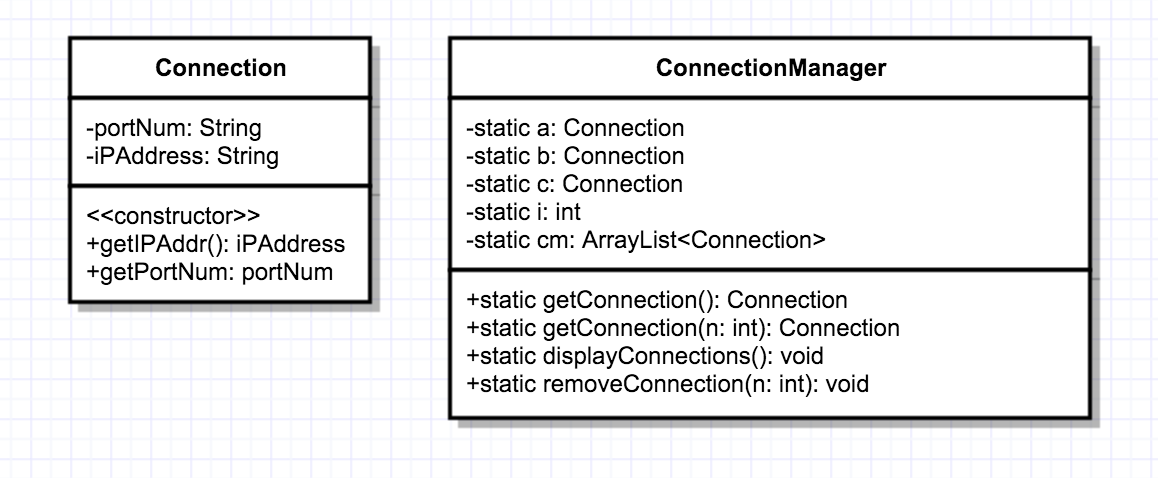 Connection
-portNum: String
-iPAddress: String
<<constructor>>
+getIPAddr(): iPAddress
+getPortNum: portNum
ConnectionManager
-static a: Connection
-static b: Connection
-static c: Connection
-static i: int
-static cm: ArrayList<Connection>
+static getConnection(): Connection
+static getConnection(n: int): Connection
+static displayConnections(): void
+static removeConnection(n: int): void